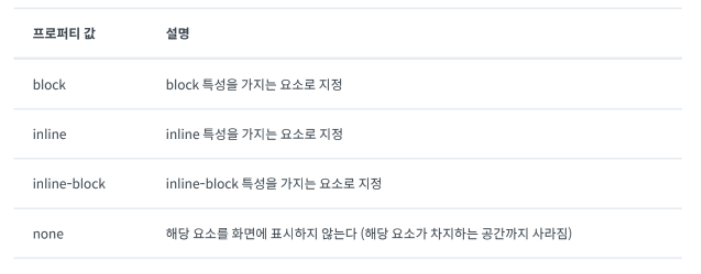 프로퍼티 값 설명
block block 특성을 가지는 요소로 지정
inline inline 특성을 가지는 요소로 지정
inline-block inline-block 특성을 가지는 요소로 지정
none 해당 요소를 화면에 표시하지 않는다 (해당 요소가 차지하는 공간까지 사라짐)